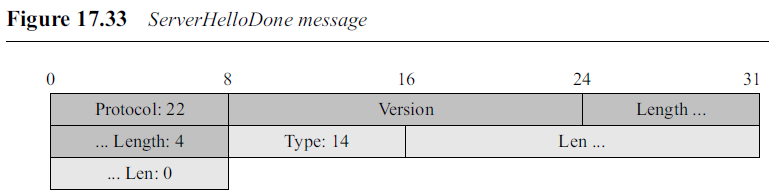 Figure 17.33 ServerHelloDone message
0 8 16 24 31
Protocol: 22 Version Length ...
... Length: 4 Type: 14 Len ...
... Len: 0